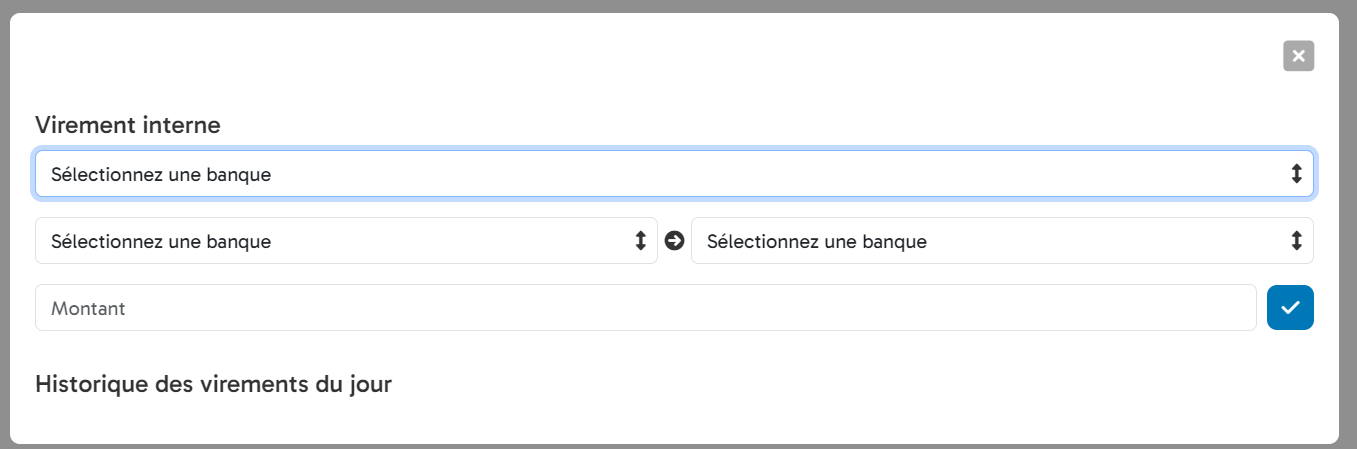 Virement interne
Sélectionnez une banque
Sélectionnez une banque Sélectionnez une banque
Montant
Historique des virements du jour